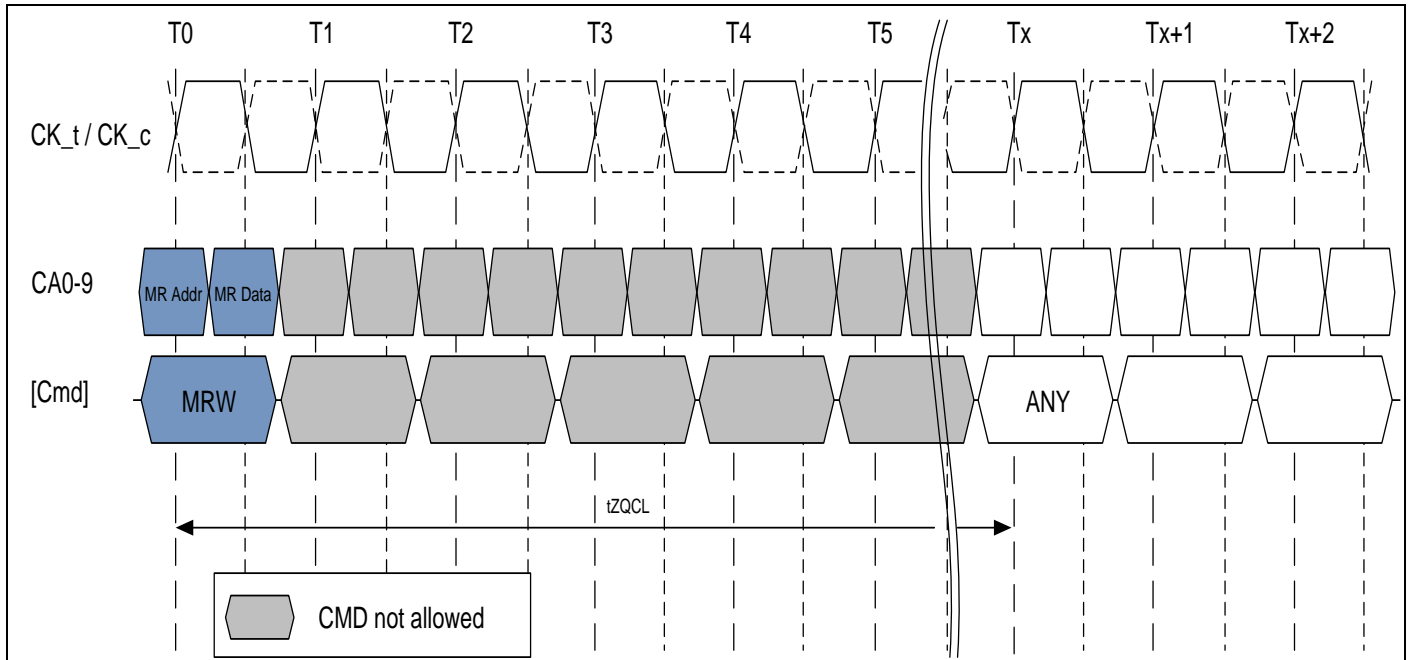 T0 T1 T2 T3 T4 T5 Tx Tx+1 Tx+2
CK_t / CK_c
CA0-9 MR Addr MR Data
[Cmd] MRW ANY
tZQCL
CMD not allowed